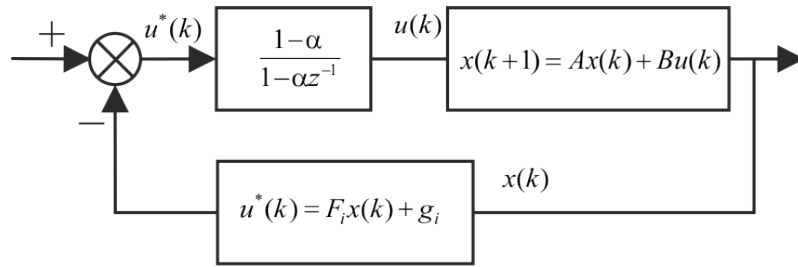 +
u*(k)
1−α
1−αz⁻¹
u(k)
x(k+1) = Ax(k) + Bu(k)
−
u*(k) = Fᵢx(k) + gᵢ
x(k)